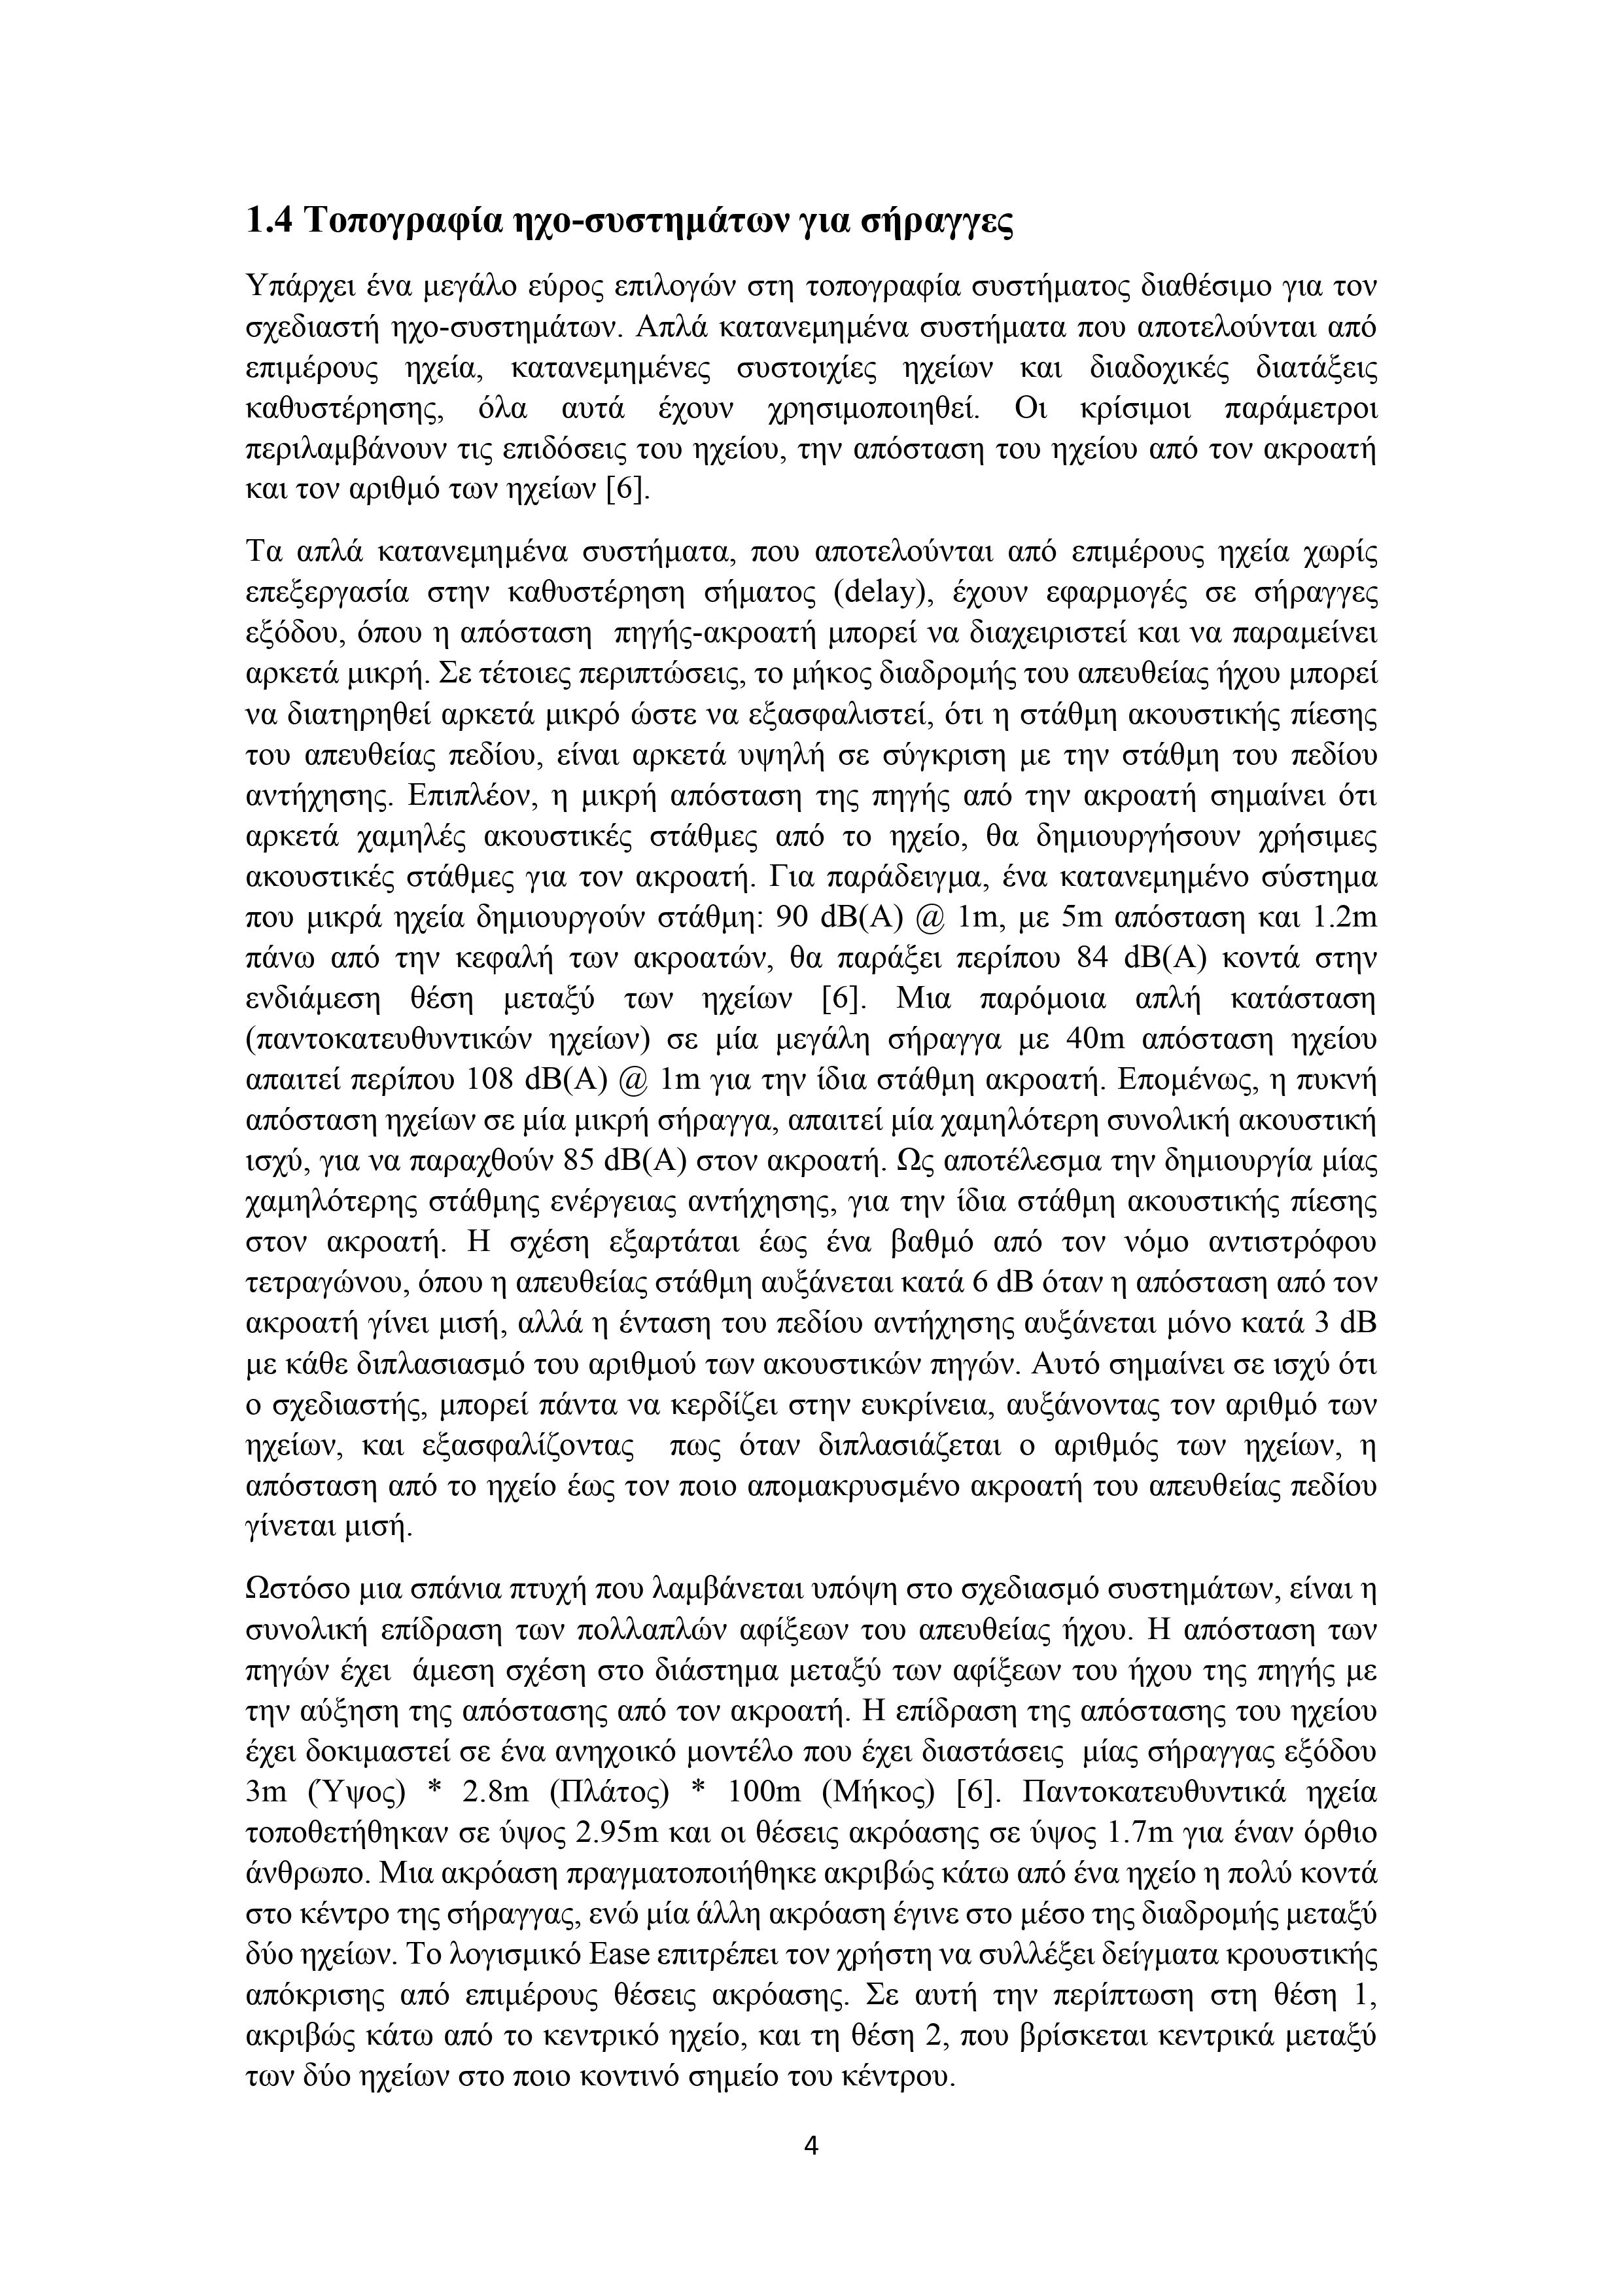 1.4 Τοπογραφία ηχο-συστημάτων για σήραγγες
Υπάρχει ένα μεγάλο εύρος επιλογών στη τοπογραφία συστήματος διαθέσιμο για τον
σχεδιαστή ηχο-συστημάτων. Απλά κατανεμημένα συστήματα που αποτελούνται από
επιμέρους ηχεία, κατανεμημένες συστοιχίες ηχείων και διαδοχικές διατάξεις
καθυστέρησης, όλα αυτά έχουν χρησιμοποιηθεί. Οι κρίσιμοι παράμετροι
περιλαμβάνουν τις επιδόσεις του ηχείου, την απόσταση του ηχείου από τον ακροατή
και τον αριθμό των ηχείων [6].
Τα απλά κατανεμημένα συστήματα, που αποτελούνται από επιμέρους ηχεία χωρίς
επεξεργασία στην καθυστέρηση σήματος (delay), έχουν εφαρμογές σε σήραγγες
εξόδου, όπου η απόσταση  πηγής-ακροατή μπορεί να διαχειριστεί και να παραμείνει
αρκετά μικρή. Σε τέτοιες περιπτώσεις, το μήκος διαδρομής του απευθείας ήχου μπορεί
να διατηρηθεί αρκετά μικρό ώστε να εξασφαλιστεί, ότι η στάθμη ακουστικής πίεσης
του απευθείας πεδίου, είναι αρκετά υψηλή σε σύγκριση με την στάθμη του πεδίου
αντήχησης. Επιπλέον, η μικρή απόσταση της πηγής από την ακροατή σημαίνει ότι
αρκετά χαμηλές ακουστικές στάθμες από το ηχείο, θα δημιουργήσουν χρήσιμες
ακουστικές στάθμες για τον ακροατή. Για παράδειγμα, ένα κατανεμημένο σύστημα
που μικρά ηχεία δημιουργούν στάθμη: 90 dB(A) @ 1m, με 5m απόσταση και 1.2m
πάνω από την κεφαλή των ακροατών, θα παράξει περίπου 84 dB(A) κοντά στην
ενδιάμεση θέση μεταξύ των ηχείων [6]. Μια παρόμοια απλή κατάσταση
(παντοκατευθυντικών ηχείων) σε μία μεγάλη σήραγγα με 40m απόσταση ηχείου
απαιτεί περίπου 108 dB(A) @ 1m για την ίδια στάθμη ακροατή. Επομένως, η πυκνή
απόσταση ηχείων σε μία μικρή σήραγγα, απαιτεί μία χαμηλότερη συνολική ακουστική
ισχύ, για να παραχθούν 85 dB(A) στον ακροατή. Ως αποτέλεσμα την δημιουργία μίας
χαμηλότερης στάθμης ενέργειας αντήχησης, για την ίδια στάθμη ακουστικής πίεσης
στον ακροατή. Η σχέση εξαρτάται έως ένα βαθμό από τον νόμο αντιστρόφου
τετραγώνου, όπου η απευθείας στάθμη αυξάνεται κατά 6 dB όταν η απόσταση από τον
ακροατή γίνει μισή, αλλά η ένταση του πεδίου αντήχησης αυξάνεται μόνο κατά 3 dB
με κάθε διπλασιασμό του αριθμού των ακουστικών πηγών. Αυτό σημαίνει σε ισχύ ότι
ο σχεδιαστής, μπορεί πάντα να κερδίζει στην ευκρίνεια, αυξάνοντας τον αριθμό των
ηχείων, και εξασφαλίζοντας  πως όταν διπλασιάζεται ο αριθμός των ηχείων, η
απόσταση από το ηχείο έως τον ποιο απομακρυσμένο ακροατή του απευθείας πεδίου
γίνεται μισή.
Ωστόσο μια σπάνια πτυχή που λαμβάνεται υπόψη στο σχεδιασμό συστημάτων, είναι η
συνολική επίδραση των πολλαπλών αφίξεων του απευθείας ήχου. Η απόσταση των
πηγών έχει  άμεση σχέση στο διάστημα μεταξύ των αφίξεων του ήχου της πηγής με
την αύξηση της απόστασης από τον ακροατή. Η επίδραση της απόστασης του ηχείου
έχει δοκιμαστεί σε ένα ανηχοικό μοντέλο που έχει διαστάσεις  μίας σήραγγας εξόδου
3m (Ύψος) * 2.8m (Πλάτος) * 100m (Μήκος) [6]. Παντοκατευθυντικά ηχεία
τοποθετήθηκαν σε ύψος 2.95m και οι θέσεις ακρόασης σε ύψος 1.7m για έναν όρθιο
άνθρωπο. Μια ακρόαση πραγματοποιήθηκε ακριβώς κάτω από ένα ηχείο η πολύ κοντά
στο κέντρο της σήραγγας, ενώ μία άλλη ακρόαση έγινε στο μέσο της διαδρομής μεταξύ
δύο ηχείων. Το λογισμικό Ease επιτρέπει τον χρήστη να συλλέξει δείγματα κρουστικής
απόκρισης από επιμέρους θέσεις ακρόασης. Σε αυτή την περίπτωση στη θέση 1,
ακριβώς κάτω από το κεντρικό ηχείο, και τη θέση 2, που βρίσκεται κεντρικά μεταξύ
των δύο ηχείων στο ποιο κοντινό σημείο του κέντρου.
4